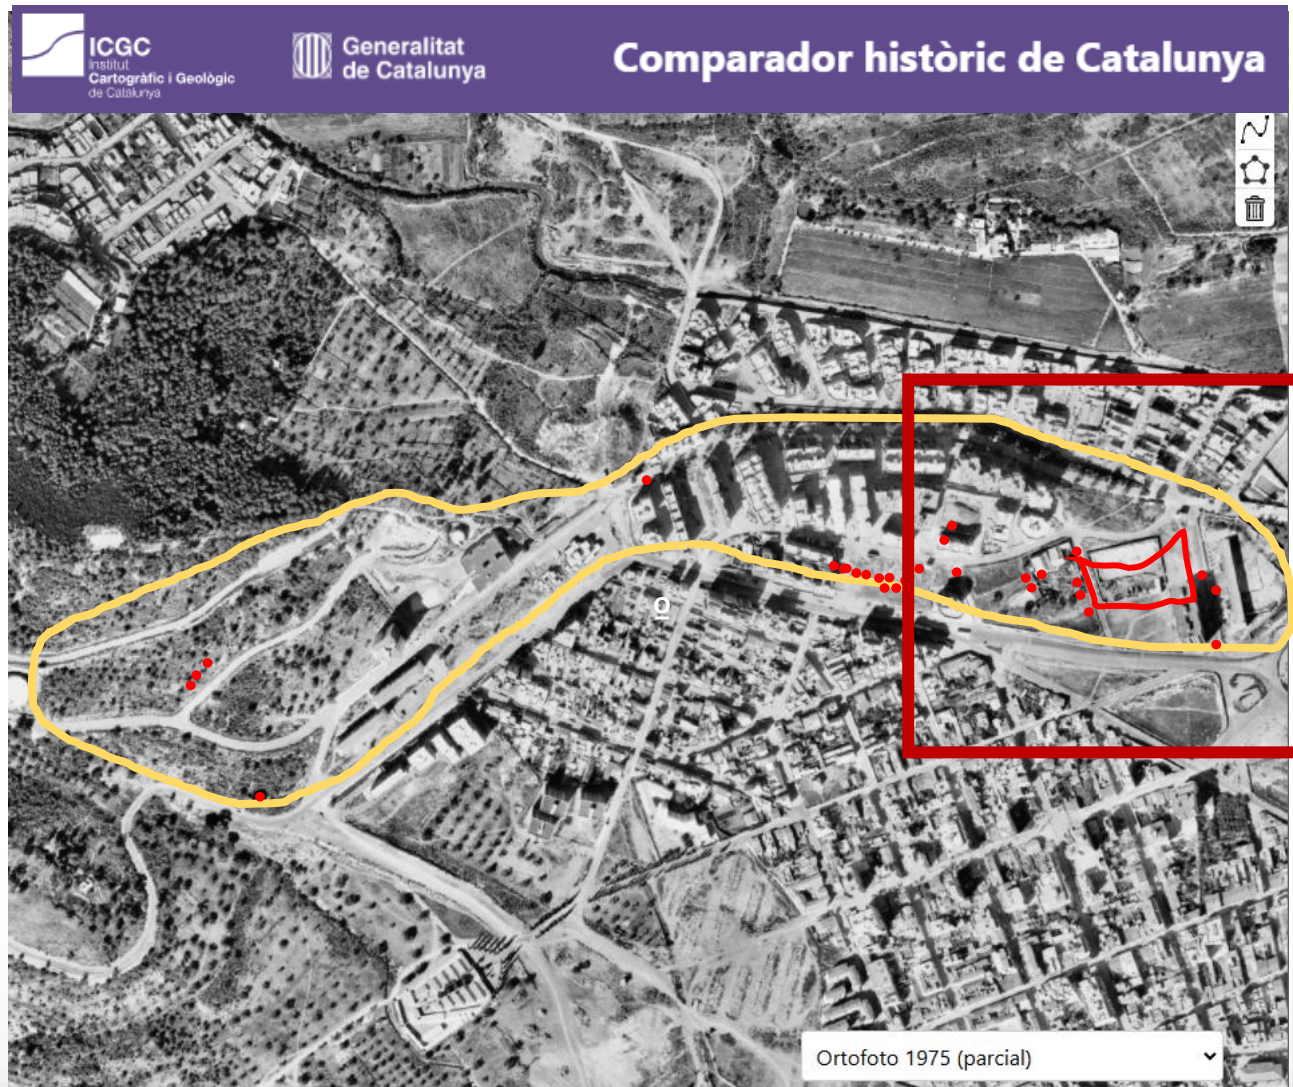 ICGC
Institut
Cartogràfic i Geològic
de Catalunya
Generalitat
de Catalunya
Comparador històric de Catalunya
Ortofoto 1975 (parcial)